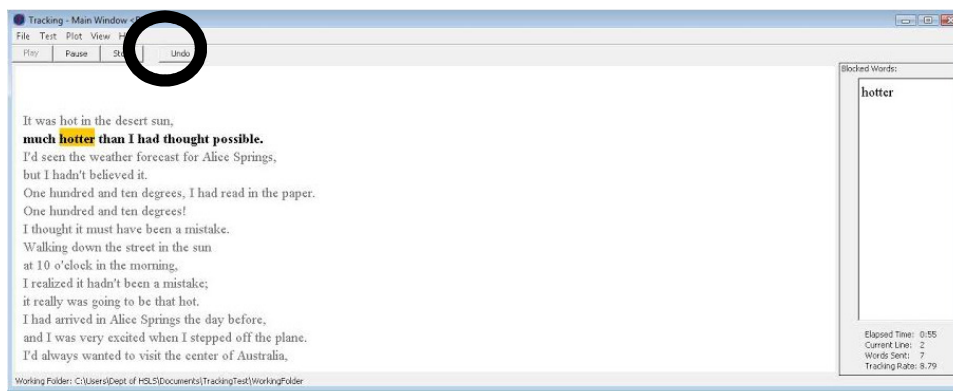 Tracking - Main Window
File Test Plot View
Play Pause Undo
Blocked Words:
hotter
It was hot in the desert sun,
much hotter than I had thought possible.
I'd seen the weather forecast for Alice Springs,
but I hadn't believed it.
One hundred and ten degrees, I had read in the paper.
One hundred and ten degrees!
I thought it must have been a mistake.
Walking down the street in the sun
at 10 o'clock in the morning,
I realized it hadn't been a mistake;
it really was going to be that hot.
I had arrived in Alice Springs the day before,
and I was very excited when I stepped off the plane.
I'd always wanted to visit the center of Australia,
Elapsed Time: 0:55
Current Line: 2
Words Sent: 7
Tracking Rate: 8.79
Working Folder: C:\Users\Dept of HSLS\Documents\TrackingTest\WorkingFolder